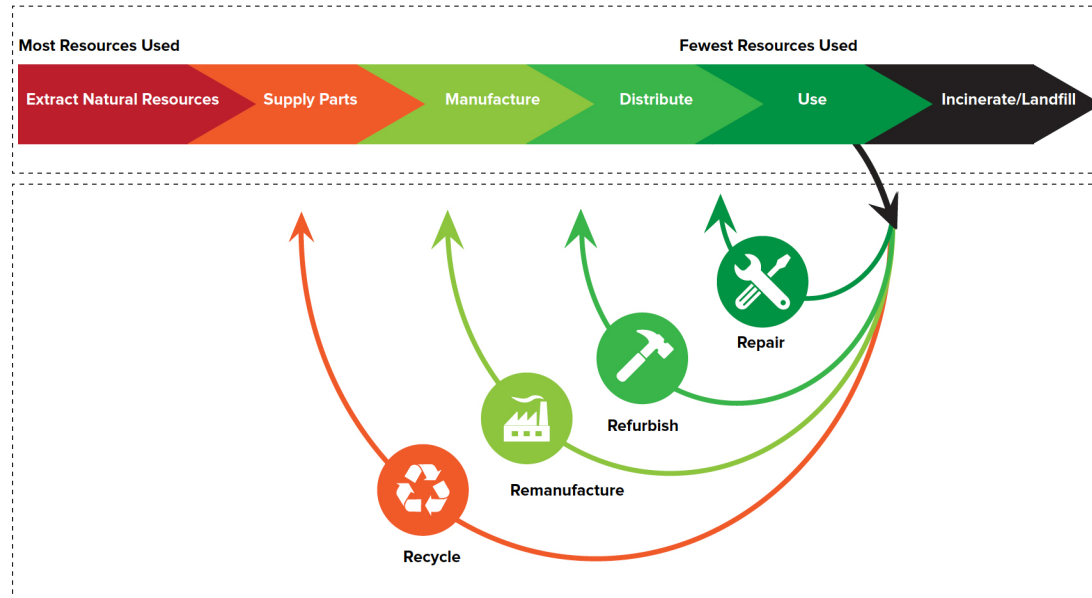 Most Resources Used
Fewest Resources Used
Extract Natural Resources
Supply Parts
Manufacture
Distribute
Use
Incinerate/Landfill
Repair
Refurbish
Remanufacture
Recycle